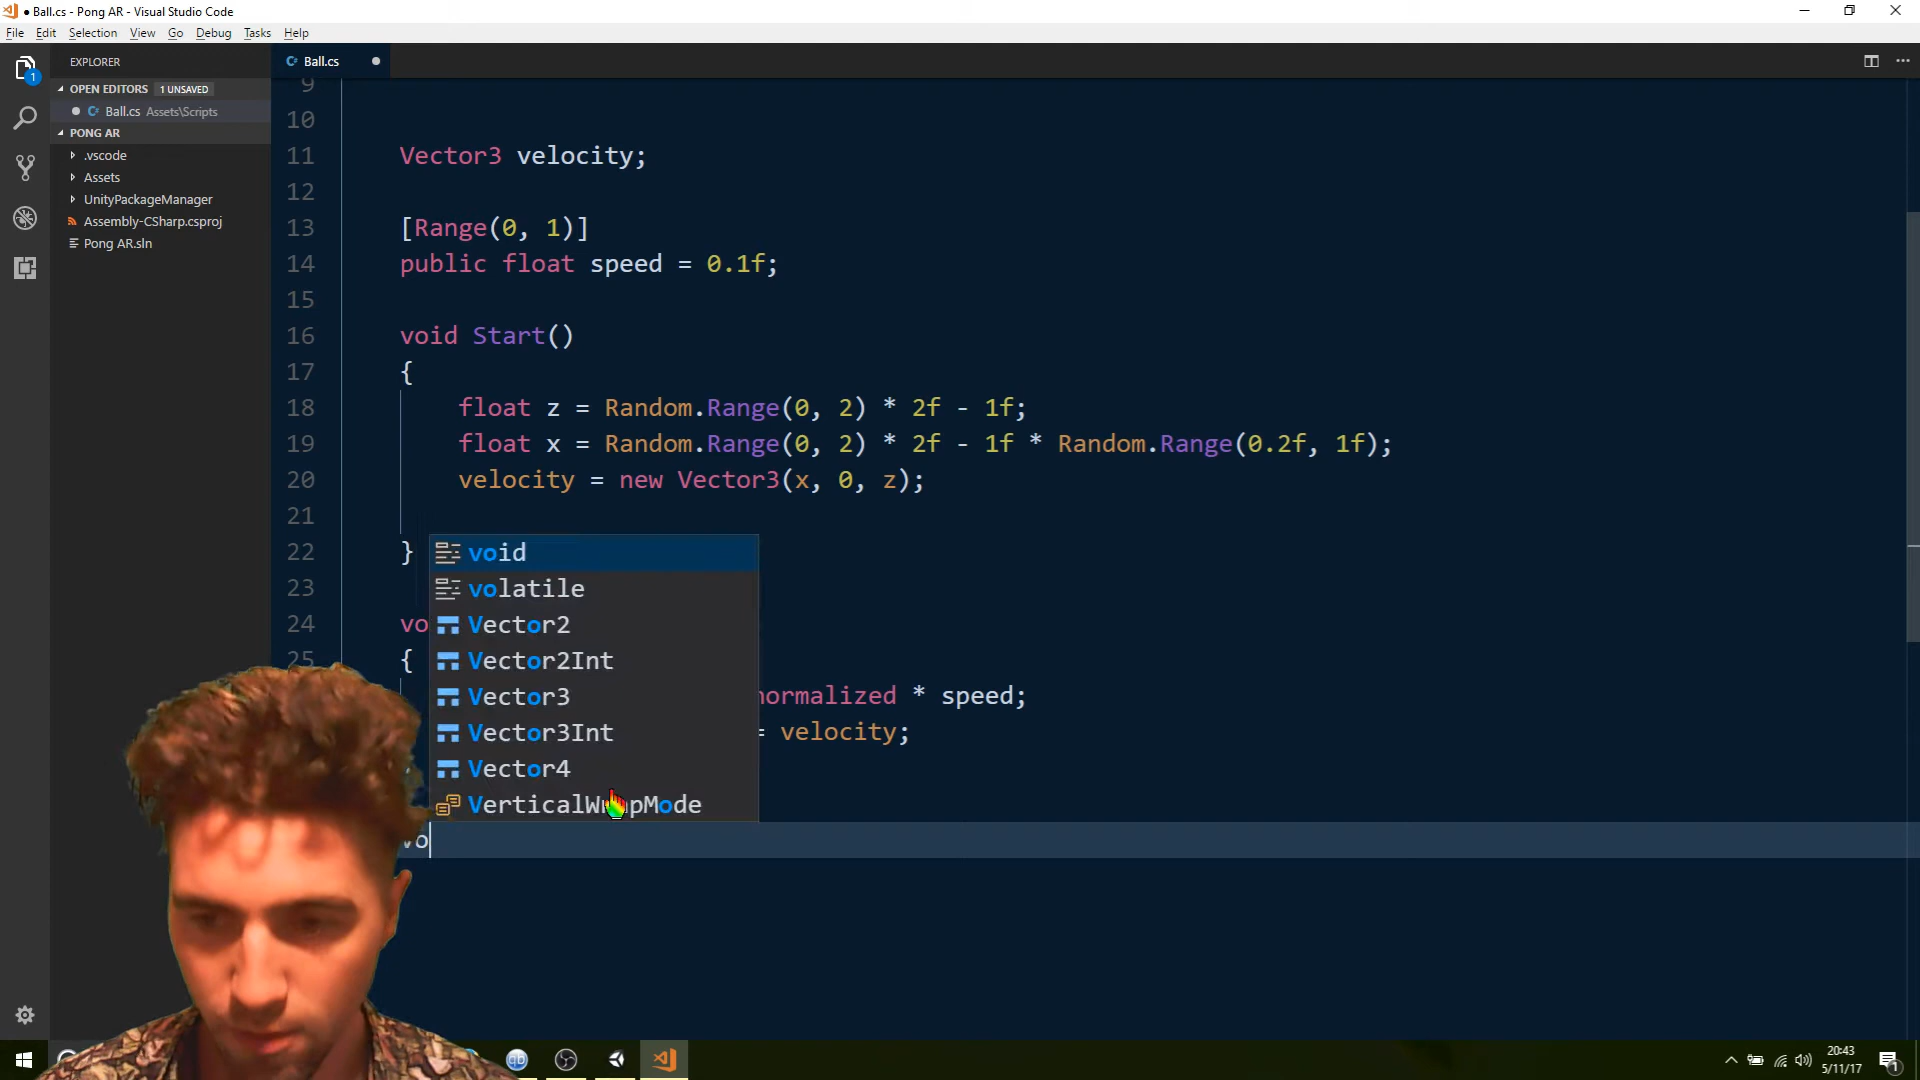 ● Ball.cs - Pong AR - Visual Studio Code
File Edit Selection View Go Debug Tasks Help
EXPLORER
OPEN EDITORS 1 UNSAVED
Ball.cs Assets\Scripts
PONG AR
.vscode
Assets
UnityPackageManager
Assembly-CSharp.csproj
Pong AR.sln
1
Ball.cs
9
10
11 Vector3 velocity;
12
13 [Range(0, 1)]
14 public float speed = 0.1f;
15
16 void Start()
17 {
18 float z = Random.Range(0, 2) * 2f - 1f;
19 float x = Random.Range(0, 2) * 2f - 1f * Random.Range(0.2f, 1f);
20 velocity = new Vector3(x, 0, z);
21
22 }
23
24 vo
25 {
normalized * speed;
= velocity;
vo
void
volatile
Vector2
Vector2Int
Vector3
Vector3Int
Vector4
VerticalWrapMode
qb
20:43
5/11/17
1